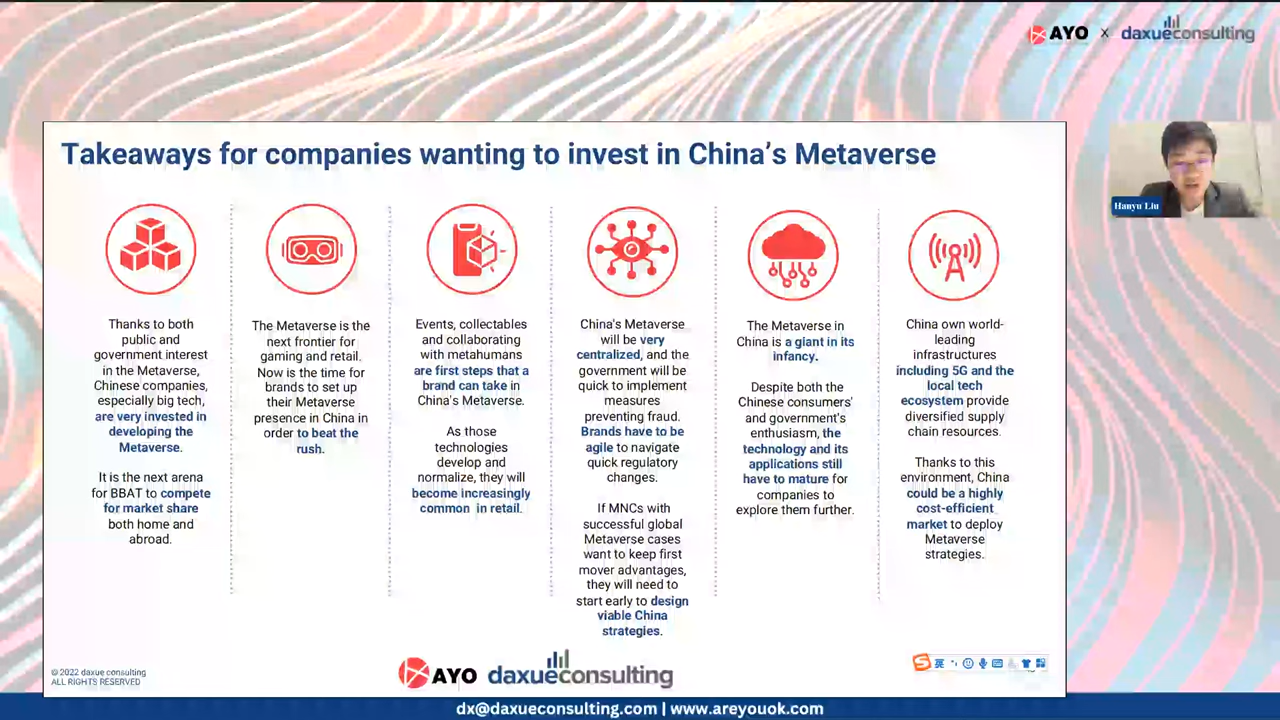 AYO x daxueconsulting
Takeaways for companies wanting to invest in China's Metaverse
Hanyu Liu
Thanks to both
public and
government interest
in the Metaverse,
Chinese companies,
especially big tech,
are very invested in
developing the
Metaverse.
It is the next arena
for BBAT to compete
for market share
both home and
abroad.
The Metaverse is the
next frontier for
gaming and retail.
Now is the time for
brands to set up
their Metaverse
presence in China in
order to beat the
rush.
Events, collectables
and collaborating
with metahumans
are first steps that a
brand can take in
China's Metaverse.
As those
technologies
develop and
normalize, they will
become increasingly
common in retail.
China's Metaverse
will be very
centralized, and the
government will be
quick to implement
measures
preventing fraud.
Brands have to be
agile to navigate
quick regulatory
changes.
If MNCs with
successful global
Metaverse cases
want to keep first
mover advantages,
they will need to
start early to design
viable China
strategies.
The Metaverse in
China is a giant in its
infancy.
Despite both the
Chinese consumers'
and government's
enthusiasm, the
technology and its
applications still
have to mature for
companies to
explore them further.
China own world-
leading
infrastructures
including 5G and the
local tech
ecosystem provide
diversified supply
chain resources.
Thanks to this
environment, China
could be a highly
cost-efficient
market to deploy
Metaverse
strategies.
© 2022 daxue consulting
ALL RIGHTS RESERVED
AYO daxueconsulting
S 英
dx@daxueconsulting.com | www.areyouok.com